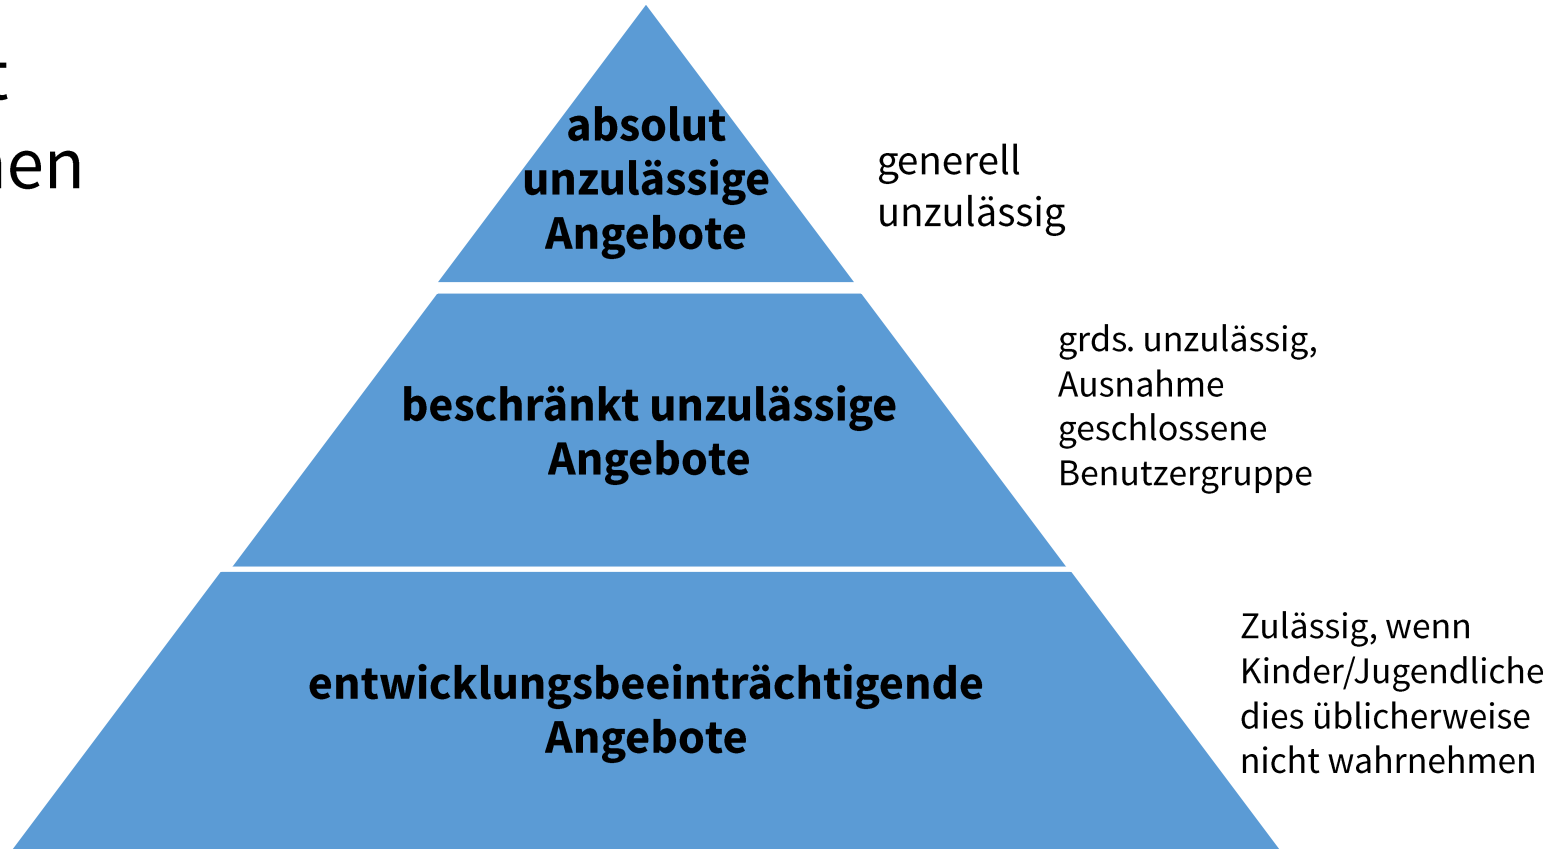 absolut
unzulässige
Angebote
generell
unzulässig
beschränkt unzulässige
Angebote
grds. unzulässig,
Ausnahme
geschlossene
Benutzergruppe
entwicklungsbeeinträchtigende
Angebote
Zulässig, wenn
Kinder/Jugendliche
dies üblicherweise
nicht wahrnehmen